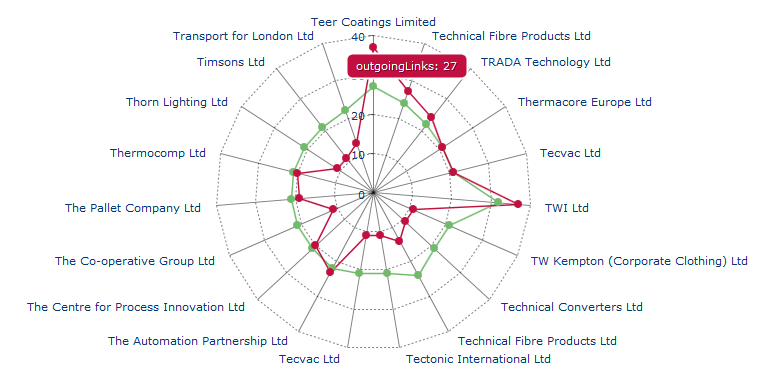 Teer Coatings Limited
Transport for London Ltd
40
Technical Fibre Products Ltd
Timsons Ltd
outgoingLinks: 27
TRADA Technology Ltd
Thorn Lighting Ltd
Thermacore Europe Ltd
20
Thermocomp Ltd
10
Tecvac Ltd
0
The Pallet Company Ltd
TWI Ltd
The Co-operative Group Ltd
TW Kempton (Corporate Clothing) Ltd
The Centre for Process Innovation Ltd
Technical Converters Ltd
The Automation Partnership Ltd
Technical Fibre Products Ltd
Tecvac Ltd
Tectonic International Ltd